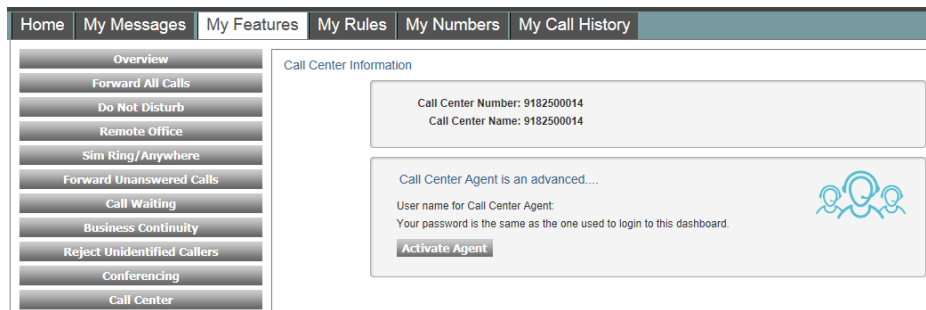 Home My Messages My Features My Rules My Numbers My Call History
Overview
Forward All Calls
Do Not Disturb
Remote Office
Sim Ring/Anywhere
Forward Unanswered Calls
Call Waiting
Business Continuity
Reject Unidentified Callers
Conferencing
Call Center
Call Center Information
Call Center Number: 9182500014
Call Center Name: 9182500014
Call Center Agent is an advanced....
User name for Call Center Agent:
Your password is the same as the one used to login to this dashboard.
Activate Agent